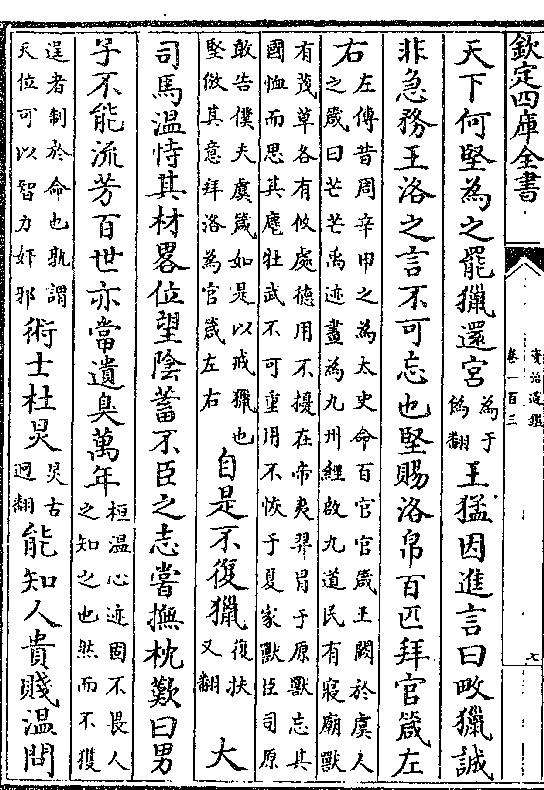 欽定四庫全書
資治通鑑
卷一百三
七
天下何堅為之罷獵還宮
為于
偽翻
王猛因進言曰畋獵誠
非急務王洛之言不可忘也堅賜洛帛百匹拜官箴左
右
左傳昔周辛甲之為太史命百官官箴王闕於虞人
之箴曰芒芒禹迹畫為九州經啟九道民有寢廟獸
有茂草各有攸處德用不擾在帝夷羿冒于原獸忘其
國恤而思其麀牡武不可重用不恢于夏家獸臣司原
敢告僕夫虞箴如是以戒獵也
堅倣其意拜洛為官箴左右
自是不復獵
復扶
又翻
大
司馬溫恃其材畧位望陰蓄不臣之志嘗撫枕歎曰男
子不能流芳百世亦當遺臭萬年
桓溫心迹固不畏人
之知之也然而不獲
逞者制於命也孰謂
天位可以智力奸邪
術士杜炅
炅古
迥翻
能知人貴賤溫問